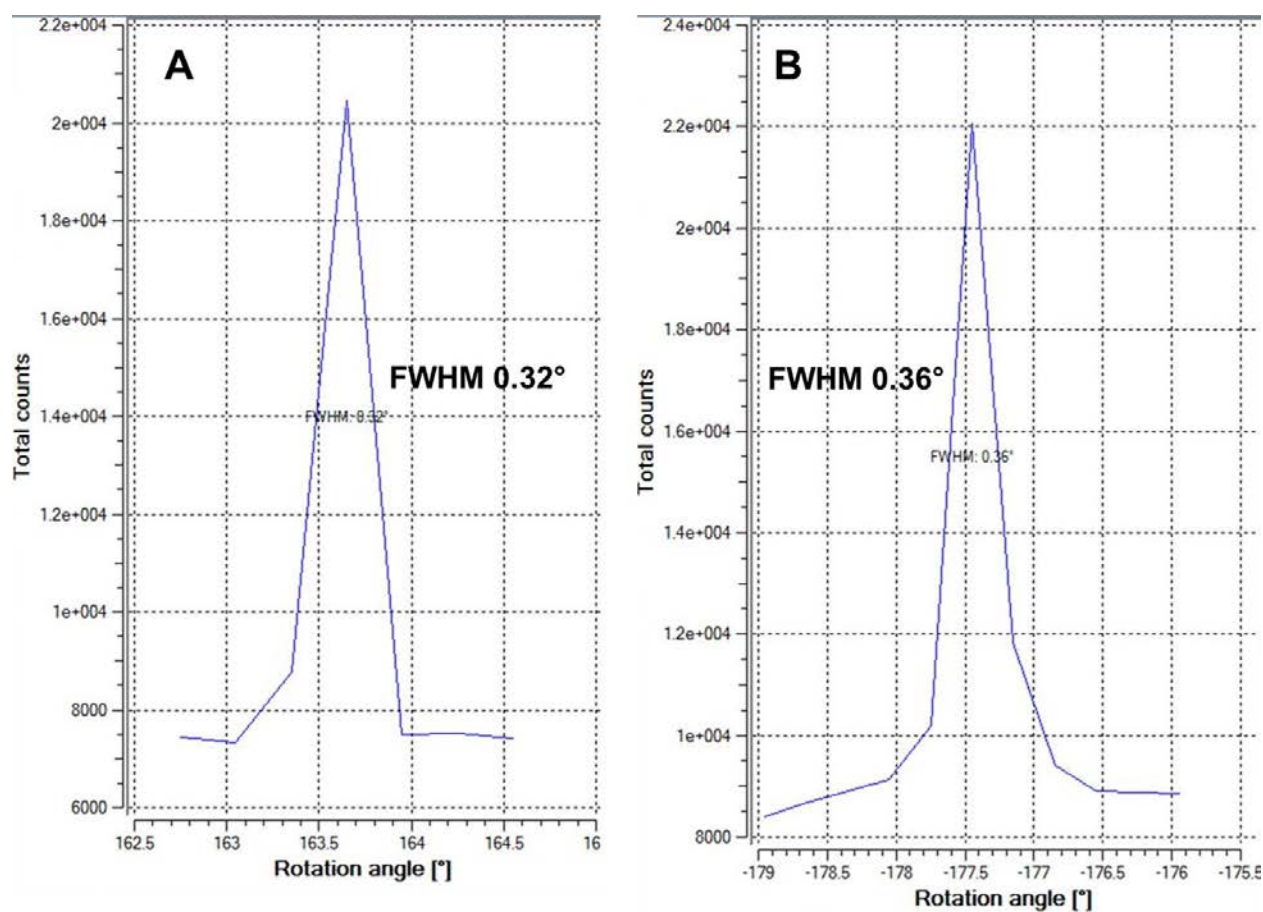 A
2.2e+004
2e+004
1.8e+004
1.6e+004
1.4e+004
1.2e+004
1e+004
8000
6000
Total counts
FWHM 0.32°
FWHM: 0.32°
162.5 163 163.5 164 164.5 16
Rotation angle [°]
B
2.4e+004
2.2e+004
2e+004
1.8e+004
1.6e+004
1.4e+004
1.2e+004
1e+004
8000
Total counts
FWHM 0.36°
FWHM: 0.36°
-179 -178.5 -178 -177.5 -177 -176.5 -176 -175.5
Rotation angle [°]